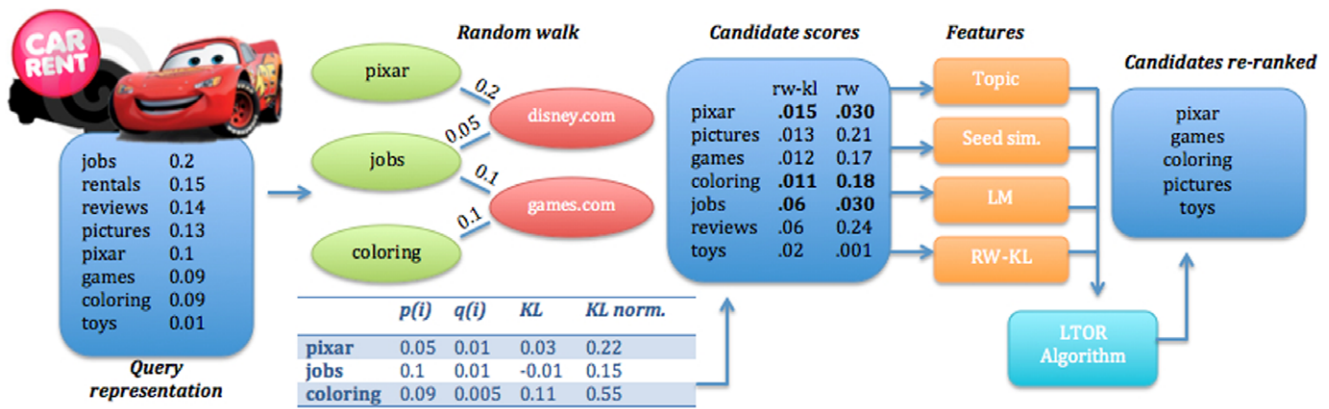 CAR
RENT
jobs 0.2
rentals 0.15
reviews 0.14
pictures 0.13
pixar 0.1
games 0.09
coloring 0.09
toys 0.01
Query
representation
Random walk
pixar
jobs
coloring
0.2
0.05
0.1
0.1
disney.com
games.com
p(i) q(i) KL KL norm.
pixar 0.05 0.01 0.03 0.22
jobs 0.1 0.01 -0.01 0.15
coloring 0.09 0.005 0.11 0.55
Candidate scores
rw-kl rw
pixar .015 .030
pictures .013 0.21
games .012 0.17
coloring .011 0.18
jobs .06 .030
reviews .06 0.24
toys .02 .001
Features
Topic
Seed sim.
LM
RW-KL
LTOR
Algorithm
Candidates re-ranked
pixar
games
coloring
pictures
toys